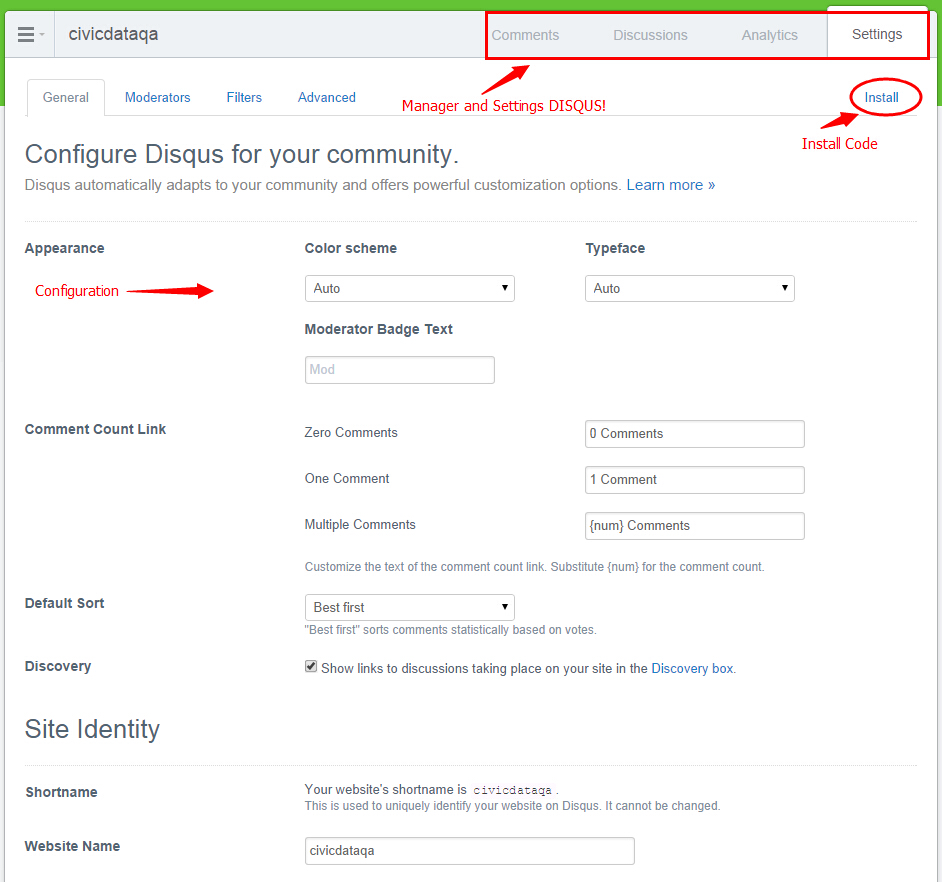 civicdataqa
Comments Discussions Analytics Settings
General Moderators Filters Advanced Install
Manager and Settings DISQUS!
Install Code
Configure Disqus for your community.
Disqus automatically adapts to your community and offers powerful customization options. Learn more »
Appearance Color scheme Typeface
Configuration Auto Auto
Moderator Badge Text
Mod
Comment Count Link Zero Comments 0 Comments
One Comment 1 Comment
Multiple Comments {num} Comments
Customize the text of the comment count link. Substitute {num} for the comment count.
Default Sort Best first
"Best first" sorts comments statistically based on votes.
Discovery Show links to discussions taking place on your site in the Discovery box.
Site Identity
Shortname Your website's shortname is civicdataqa.
This is used to uniquely identify your website on Disqus. It cannot be changed.
Website Name civicdataqa